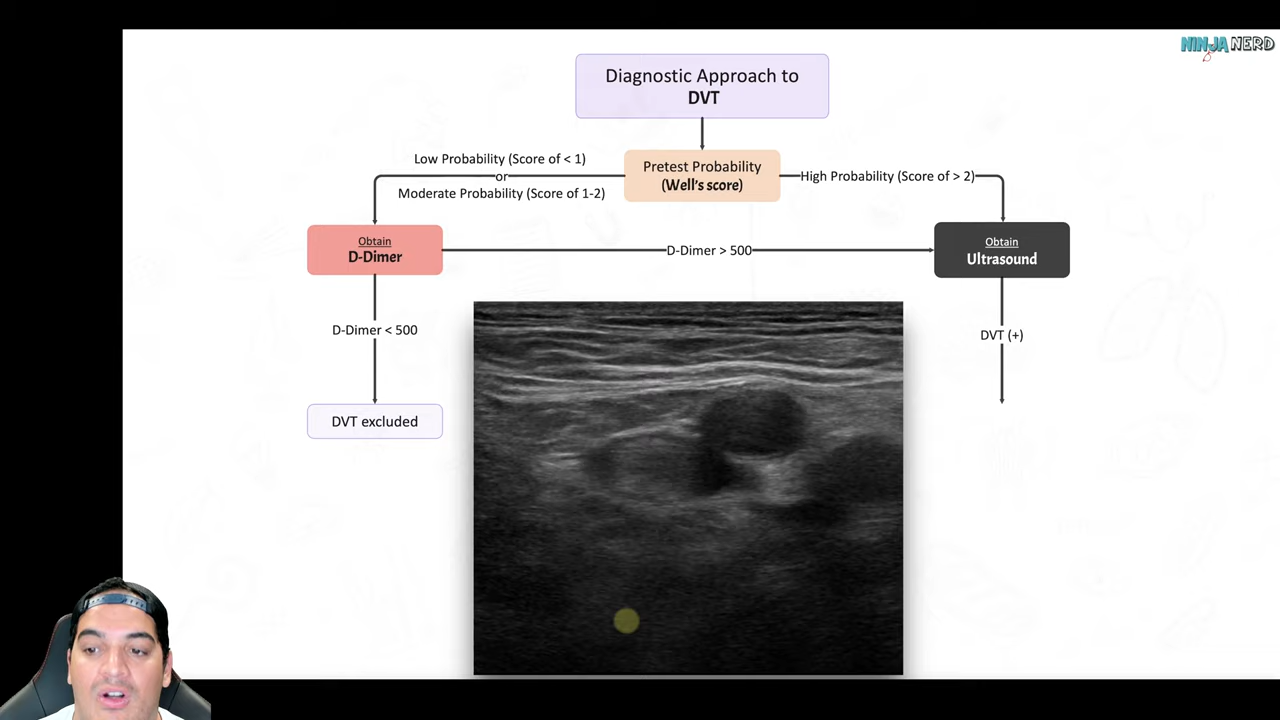 NINJA NERD
Diagnostic Approach to
DVT
Low Probability (Score of < 1)
or
Moderate Probability (Score of 1-2)
Pretest Probability
(Well's score)
High Probability (Score of > 2)
Obtain
D-Dimer
D-Dimer > 500
Obtain
Ultrasound
D-Dimer < 500
DVT (+)
DVT excluded